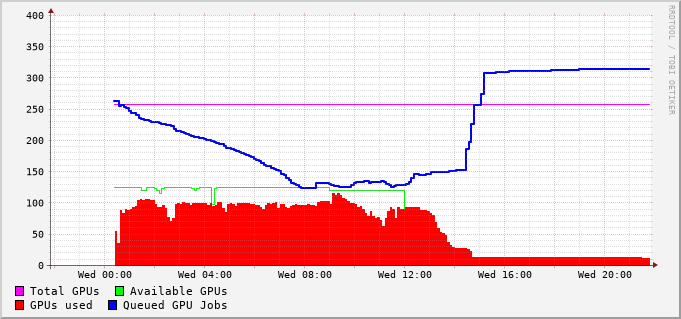 400
350
300
250
200
150
100
50
0
Wed 00:00 Wed 04:00 Wed 08:00 Wed 12:00 Wed 16:00 Wed 20:00
Total GPUs Available GPUs
GPUs used Queued GPU Jobs
RRDTOOL / TOBI OETIKER